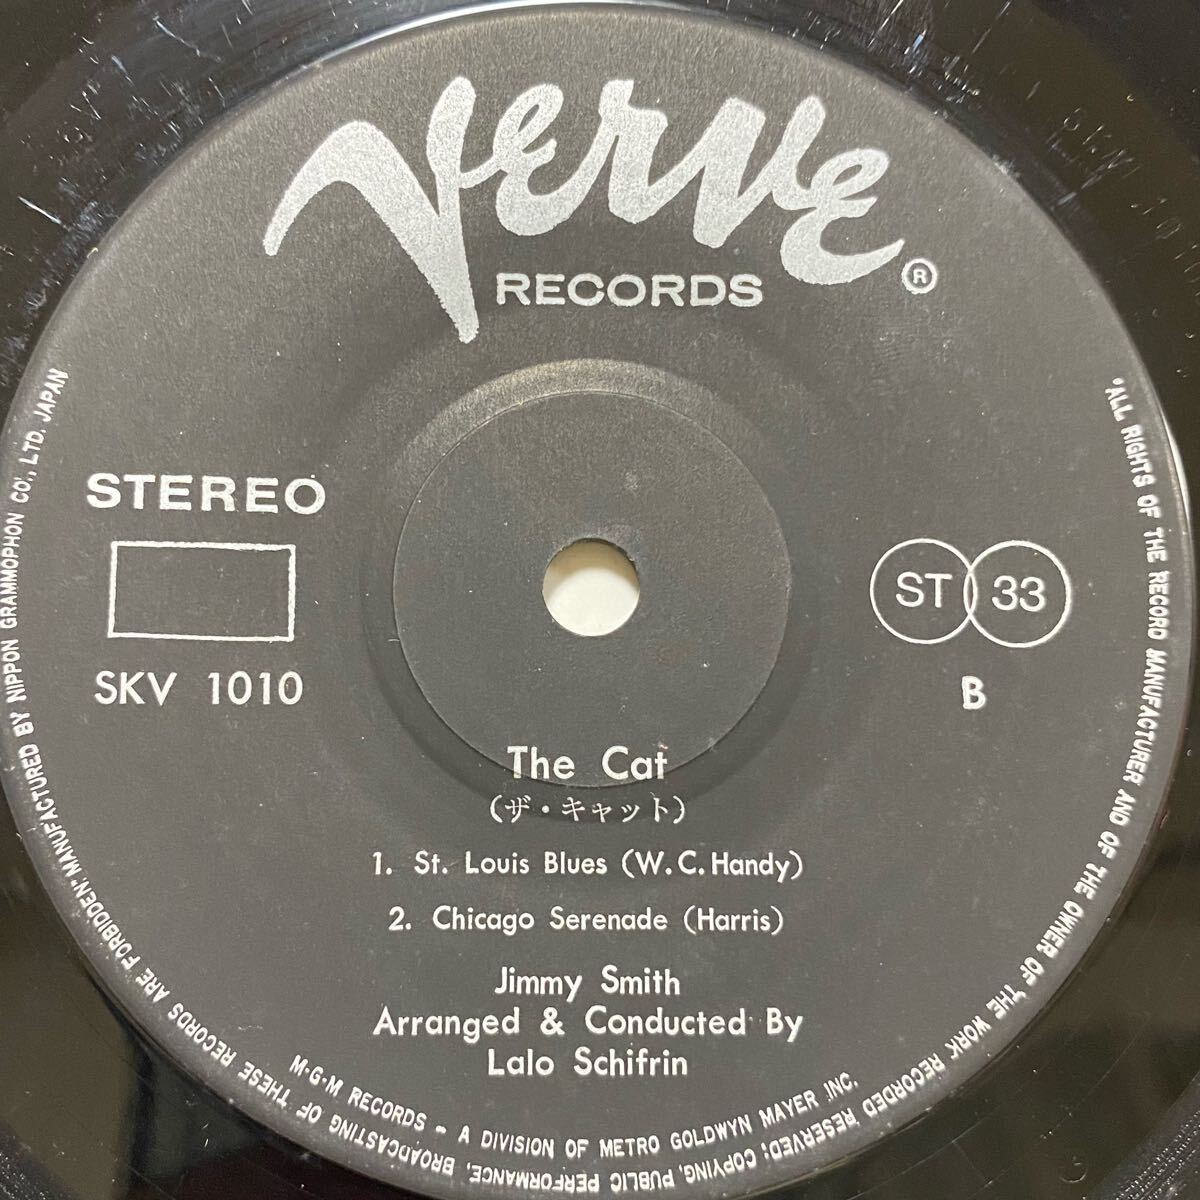 Verve
RECORDS ®
STEREO
SKV 1010
ST 33
B
The Cat
(ザ・キャット)
1. St. Louis Blues (W.C.Handy)
2. Chicago Serenade (Harris)
Jimmy Smith
Arranged & Conducted By
Lalo Schifrin
M·G·M RECORDS – A DIVISION OF METRO GOLDWYN MAYER INC.
"ALL RIGHTS OF THE RECORD MANUFACTURER AND OF THE OWNER OF THE WORK RECORDED RESERVED; COPYING, PUBLIC PERFORMANCE, BROADCASTING OF THESE RECORDS ARE FORBIDDEN." MANUFACTURED BY NIPPON GRAMMOPHON CO., LTD. JAPAN